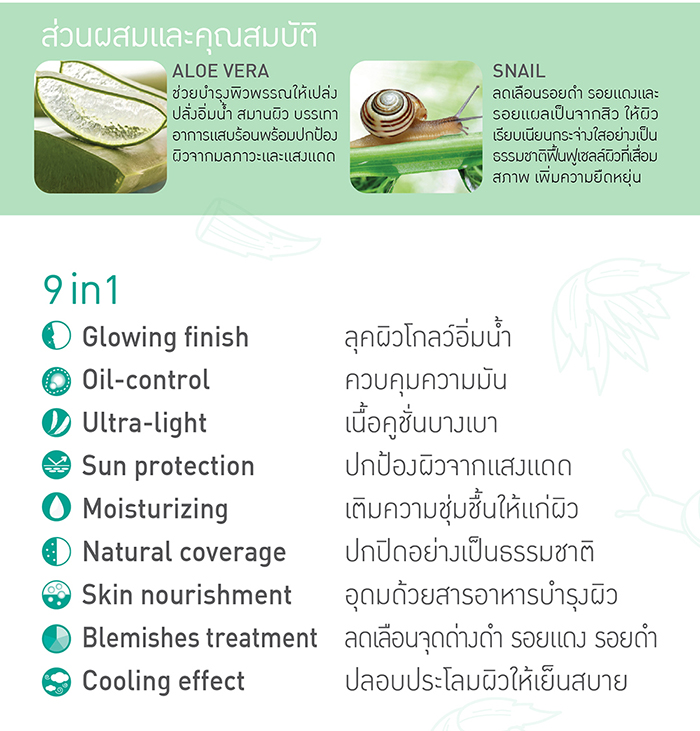 ส่วนผสมและคุณสมบัติ
ALOE VERA
ช่วยบำรุงผิวพรรณให้เปล่ง
ปลั่งอิ่มน้ำ สมานผิว บรรเทา
อาการแสบร้อนพร้อมปกป้อง
ผิวจากมลภาวะและแสงแดด
SNAIL
ลดเลือนรอยดำ รอยแดงและ
รอยแผลเป็นจากสิว ให้ผิว
เรียบเนียนกระจ่างใสอย่างเป็น
ธรรมชาติฟื้นฟูเซลล์ผิวที่เสื่อม
สภาพ เพิ่มความยืดหยุ่น
9 in 1
Glowing finish ลุคผิวโกลว์อิ่มน้ำ
Oil-control ควบคุมความมัน
Ultra-light เนื้อคูชั่นบางเบา
Sun protection ปกป้องผิวจากแสงแดด
Moisturizing เติมความชุ่มชื้นให้แก่ผิว
Natural coverage ปกปิดอย่างเป็นธรรมชาติ
Skin nourishment อุดมด้วยสารอาหารบำรุงผิว
Blemishes treatment ลดเลือนจุดด่างดำ รอยแดง รอยดำ
Cooling effect ปลอบประโลมผิวให้เย็นสบาย